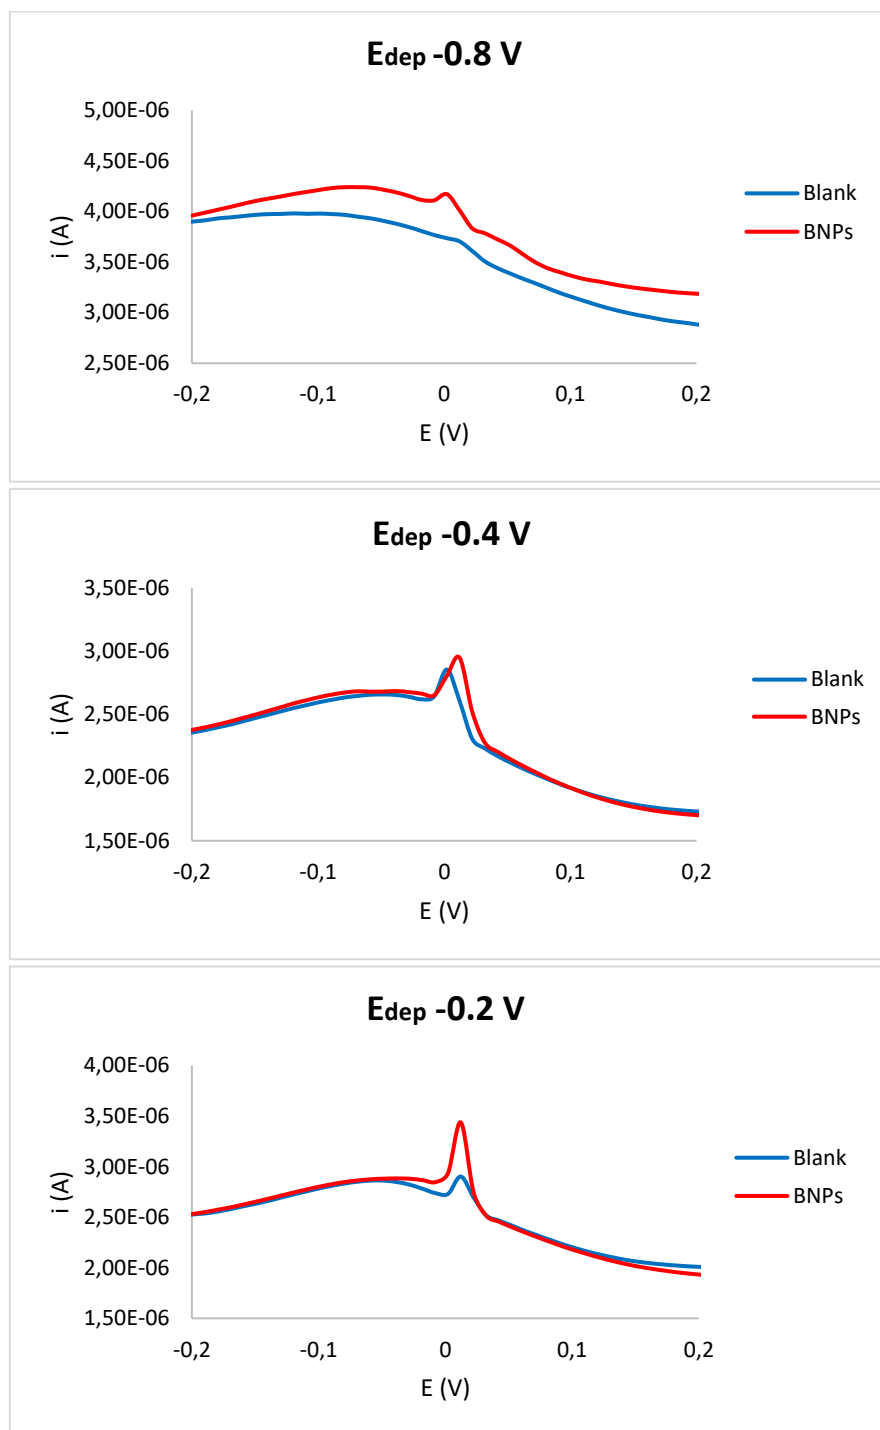 Edep -0.8 V
5,00E-06
4,50E-06
4,00E-06
3,50E-06
3,00E-06
2,50E-06
i (A)
-0,2 -0,1 0 0,1 0,2
E (V)
Blank
BNPs
Edep -0.4 V
3,50E-06
3,00E-06
2,50E-06
2,00E-06
1,50E-06
i (A)
-0,2 -0,1 0 0,1 0,2
E (V)
Blank
BNPs
Edep -0.2 V
4,00E-06
3,50E-06
3,00E-06
2,50E-06
2,00E-06
1,50E-06
i (A)
-0,2 -0,1 0 0,1 0,2
E (V)
Blank
BNPs